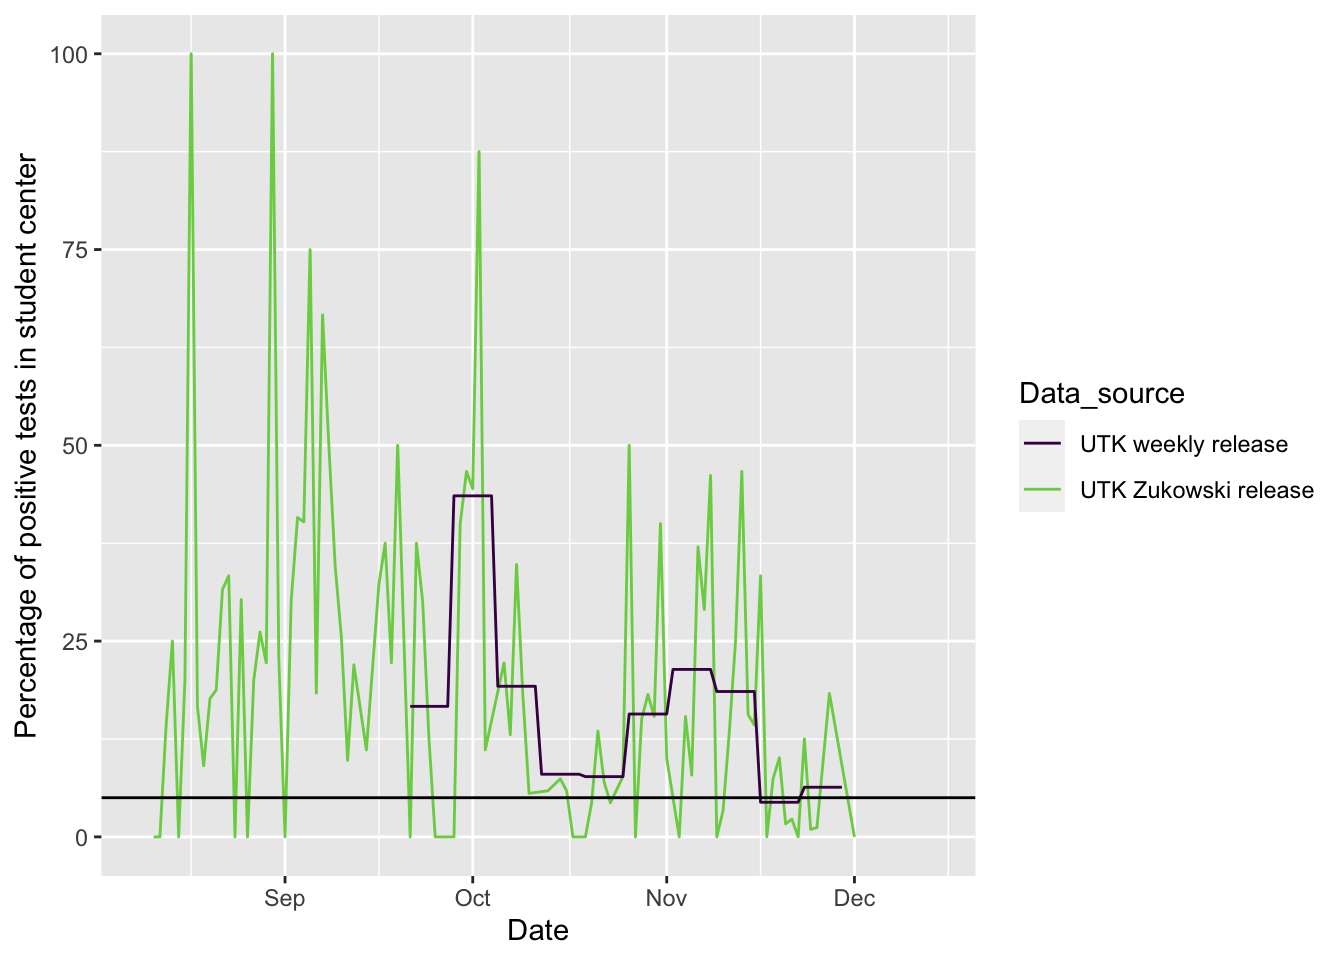 Percentage of positive tests in student center
100
75
50
25
0
Sep
Oct
Nov
Dec
Date
Data_source
UTK weekly release
UTK Zukowski release